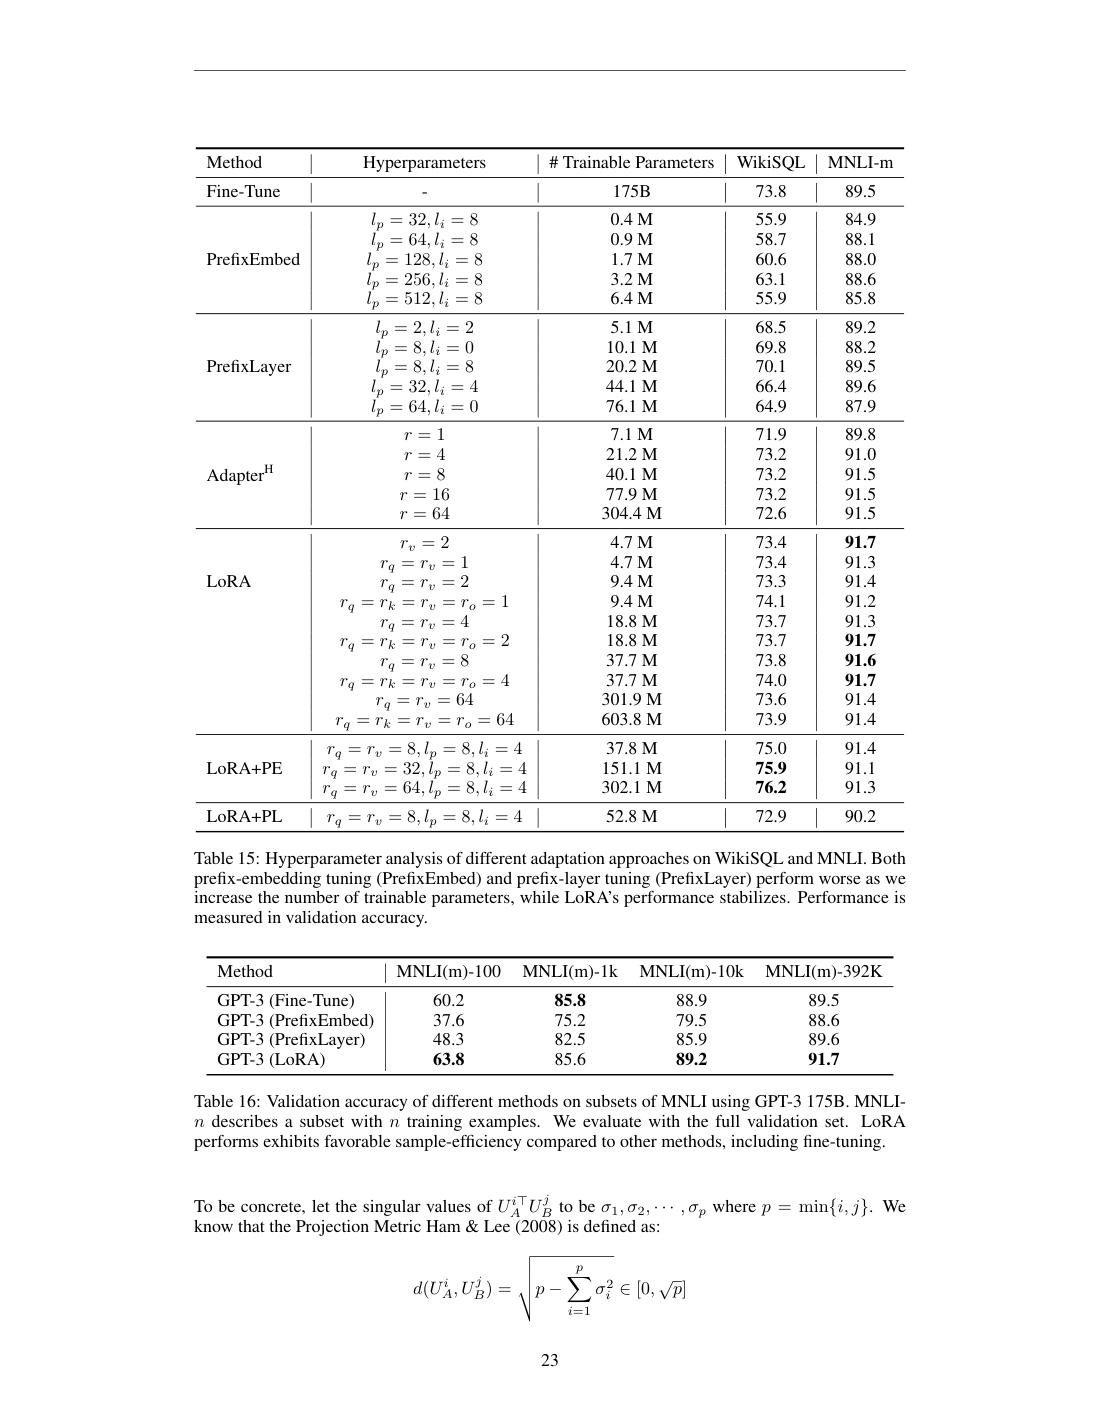 Method | Hyperparameters | # Trainable Parameters | WikiSQL | MNLI-m
Fine-Tune | - | 175B | 73.8 | 89.5
l_p = 32, l_i = 8 | 0.4 M | 55.9 | 84.9
l_p = 64, l_i = 8 | 0.9 M | 58.7 | 88.1
PrefixEmbed | l_p = 128, l_i = 8 | 1.7 M | 60.6 | 88.0
l_p = 256, l_i = 8 | 3.2 M | 63.1 | 88.6
l_p = 512, l_i = 8 | 6.4 M | 55.9 | 85.8
l_p = 2, l_i = 2 | 5.1 M | 68.5 | 89.2
l_p = 8, l_i = 0 | 10.1 M | 69.8 | 88.2
PrefixLayer | l_p = 8, l_i = 8 | 20.2 M | 70.1 | 89.5
l_p = 32, l_i = 4 | 44.1 M | 66.4 | 89.6
l_p = 64, l_i = 0 | 76.1 M | 64.9 | 87.9
r = 1 | 7.1 M | 71.9 | 89.8
r = 4 | 21.2 M | 73.2 | 91.0
Adapter^H | r = 8 | 40.1 M | 73.2 | 91.5
r = 16 | 77.9 M | 73.2 | 91.5
r = 64 | 304.4 M | 72.6 | 91.5
r_v = 2 | 4.7 M | 73.4 | 91.7
r_q = r_v = 1 | 4.7 M | 73.4 | 91.3
LoRA | r_q = r_v = 2 | 9.4 M | 73.3 | 91.4
r_q = r_k = r_v = r_o = 1 | 9.4 M | 74.1 | 91.2
r_q = r_v = 4 | 18.8 M | 73.7 | 91.3
r_q = r_k = r_v = r_o = 2 | 18.8 M | 73.7 | 91.7
r_q = r_v = 8 | 37.7 M | 73.8 | 91.6
r_q = r_k = r_v = r_o = 4 | 37.7 M | 74.0 | 91.7
r_q = r_v = 64 | 301.9 M | 73.6 | 91.4
r_q = r_k = r_v = r_o = 64 | 603.8 M | 73.9 | 91.4
r_q = r_v = 8, l_p = 8, l_i = 4 | 37.8 M | 75.0 | 91.4
LoRA+PE | r_q = r_v = 32, l_p = 8, l_i = 4 | 151.1 M | 75.9 | 91.1
r_q = r_v = 64, l_p = 8, l_i = 4 | 302.1 M | 76.2 | 91.3
LoRA+PL | r_q = r_v = 8, l_p = 8, l_i = 4 | 52.8 M | 72.9 | 90.2
Table 15: Hyperparameter analysis of different adaptation approaches on WikiSQL and MNLI. Both
prefix-embedding tuning (PrefixEmbed) and prefix-layer tuning (PrefixLayer) perform worse as we
increase the number of trainable parameters, while LoRA's performance stabilizes. Performance is
measured in validation accuracy.
Method | MNLI(m)-100 MNLI(m)-1k MNLI(m)-10k MNLI(m)-392K
GPT-3 (Fine-Tune) | 60.2 85.8 88.9 89.5
GPT-3 (PrefixEmbed) | 37.6 75.2 79.5 88.6
GPT-3 (PrefixLayer) | 48.3 82.5 85.9 89.6
GPT-3 (LoRA) | 63.8 85.6 89.2 91.7
Table 16: Validation accuracy of different methods on subsets of MNLI using GPT-3 175B. MNLI-
n describes a subset with n training examples. We evaluate with the full validation set. LoRA
performs exhibits favorable sample-efficiency compared to other methods, including fine-tuning.
To be concrete, let the singular values of U_A^{i⊤} U_B^j to be σ_1, σ_2, ⋯ , σ_p where p = min{i, j}. We
know that the Projection Metric Ham & Lee (2008) is defined as:
d(U_A^i, U_B^j) = √(p − ∑_{i=1}^{p} σ_i^2) ∈ [0, √p]
23